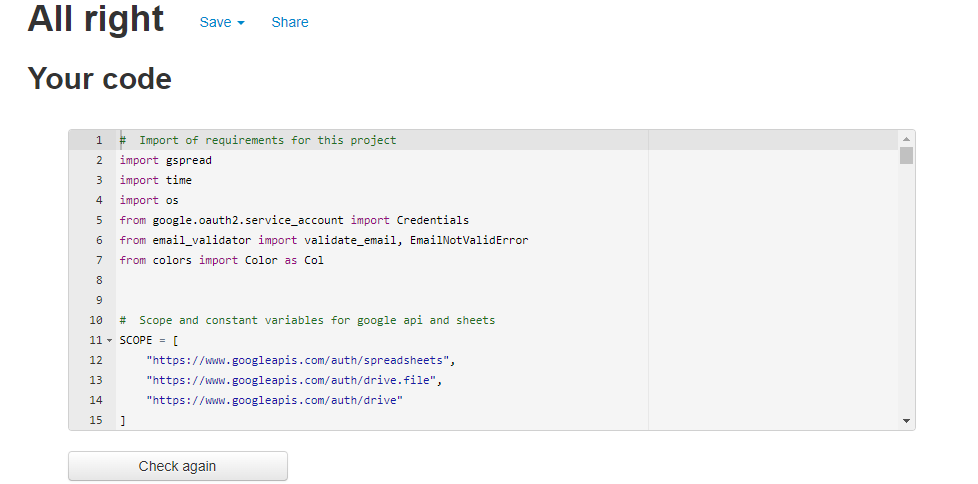 All right Save Share
Your code
1 # Import of requirements for this project
2 import gspread
3 import time
4 import os
5 from google.oauth2.service_account import Credentials
6 from email_validator import validate_email, EmailNotValidError
7 from colors import Color as Col
8
9
10 # Scope and constant variables for google api and sheets
11 SCOPE = [
12 "https://www.googleapis.com/auth/spreadsheets",
13 "https://www.googleapis.com/auth/drive.file",
14 "https://www.googleapis.com/auth/drive"
15 ]
Check again